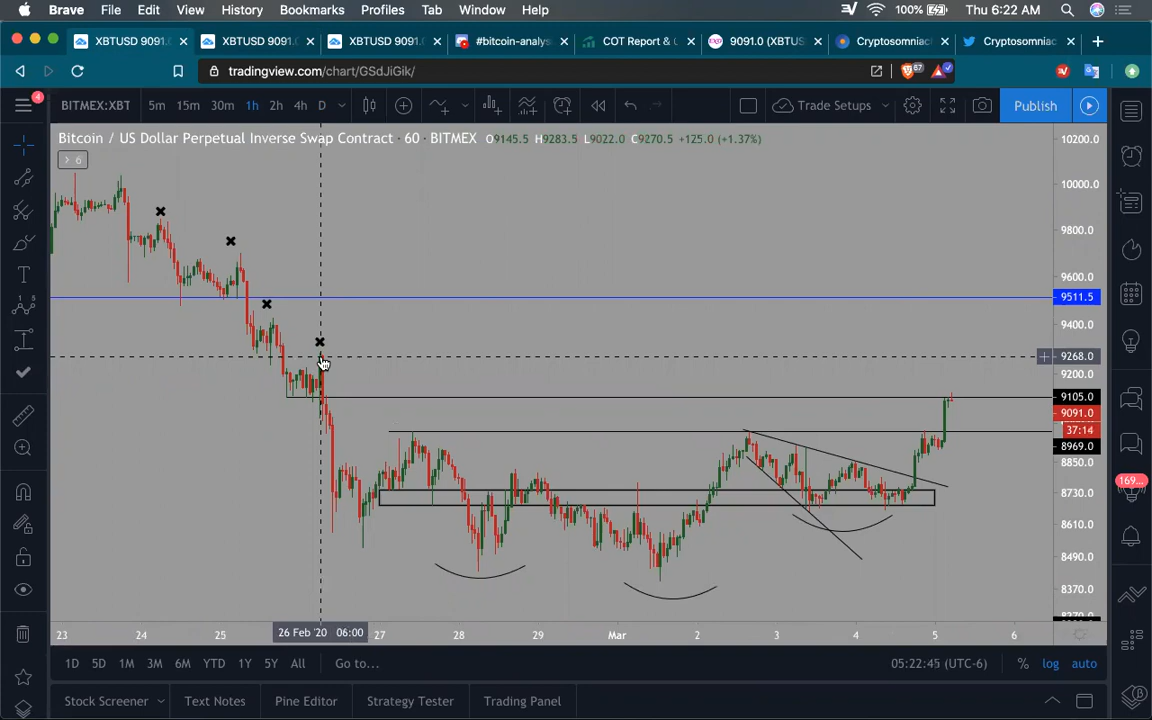 Brave File Edit View History Bookmarks Profiles Tab Window Help 100% Thu 6:22 AM
XBTUSD 9091. XBTUSD 9091. XBTUSD 9091. #bitcoin-analys COT Report & 9091.0 (XBTUS Cryptosomniac Cryptosomniac
tradingview.com/chart/GSdJiGik/ 67
4 BITMEX:XBT 5m 15m 30m 1h 2h 4h D Trade Setups Publish
Bitcoin / US Dollar Perpetual Inverse Swap Contract · 60 · BITMEX O9145.5 H9283.5 L9022.0 C9270.5 +125.0 (+1.37%)
6
10200.0
10000.0
9800.0
9600.0
9511.5
9400.0
9268.0
9200.0
9105.0
9091.0
37:14
8969.0
8850.0
8730.0
8610.0
8490.0
8370.0
8270.0
169...
23 24 25 26 Feb '20 06:00 27 28 29 Mar 2 3 4 5 6
1D 5D 1M 3M 6M YTD 1Y 5Y All Go to... 05:22:45 (UTC-6) % log auto
Stock Screener Text Notes Pine Editor Strategy Tester Trading Panel